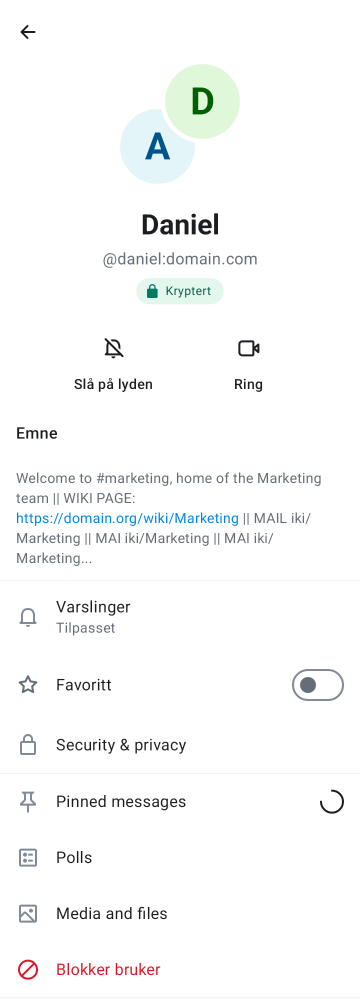 D
A
Daniel
@daniel:domain.com
Kryptert
Slå på lyden
Ring
Emne
Welcome to #marketing, home of the Marketing
team || WIKI PAGE:
https://domain.org/wiki/Marketing || MAIL iki/
Marketing || MAI iki/Marketing || MAI iki/
Marketing...
Varslinger
Tilpasset
Favoritt
Security & privacy
Pinned messages
Polls
Media and files
Blokker bruker